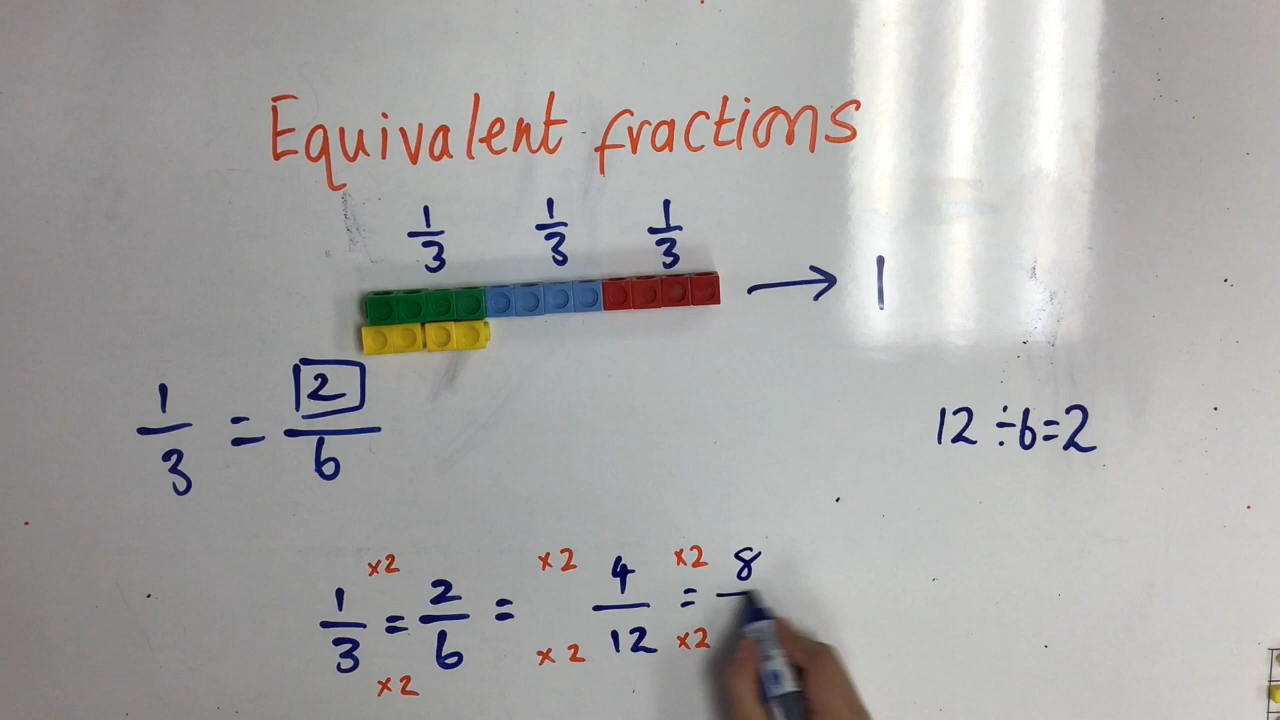 Equivalent fractions
1/3 1/3 1/3 → 1
1/3 = 2/6
12 ÷ 6 = 2
×2 ×2 ×2
1/3 = 2/6 = 4/12 = 8/
×2 ×2 ×2